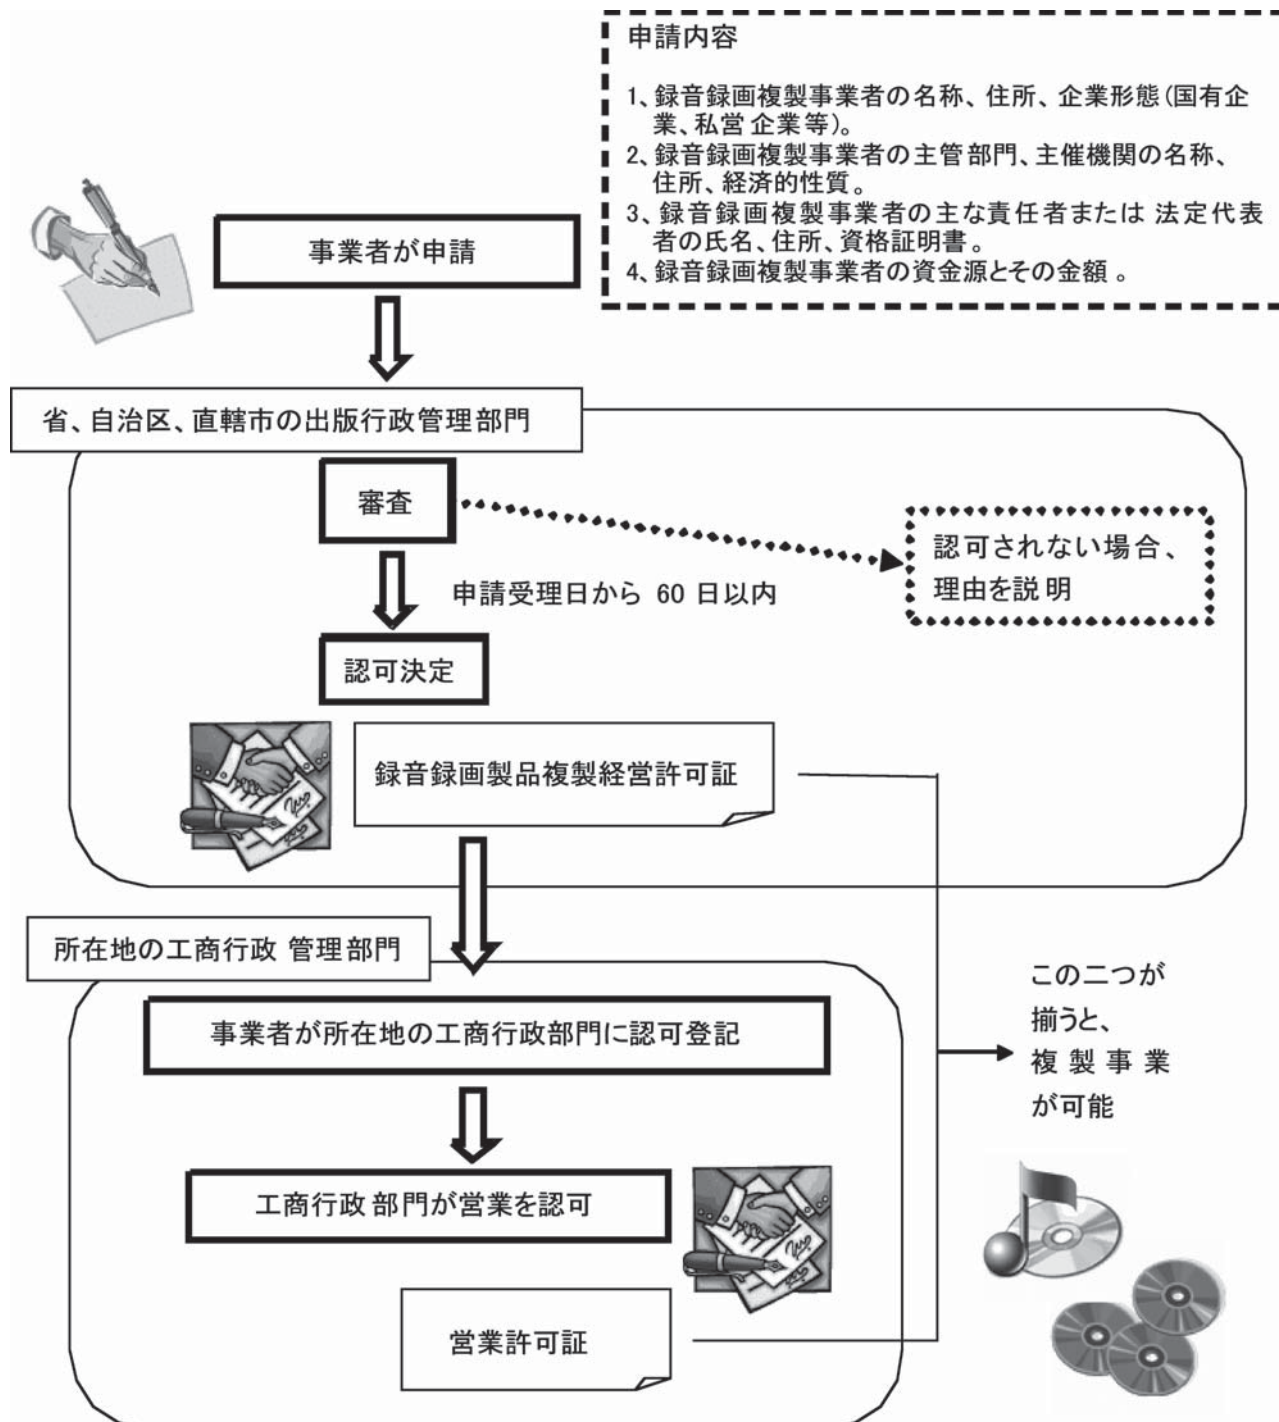 申請内容
1、録音録画複製事業者の名称、住所、企業形態(国有企
業、私営企業等)。
2、録音録画複製事業者の主管部門、主催機関の名称、
住所、経済的性質。
3、録音録画複製事業者の主な責任者または 法定代表
者の氏名、住所、資格証明書。
4、録音録画複製事業者の資金源とその金額。
事業者が申請
省、自治区、直轄市の出版行政管理部門
審査
認可されない場合、
理由を説明
申請受理日から 60 日以内
認可決定
録音録画製品複製経営許可証
所在地の工商行政 管理部門
事業者が所在地の工商行政部門に認可登記
この二つが
揃うと、
複製事業
が可能
工商行政部門が営業を認可
営業許可証